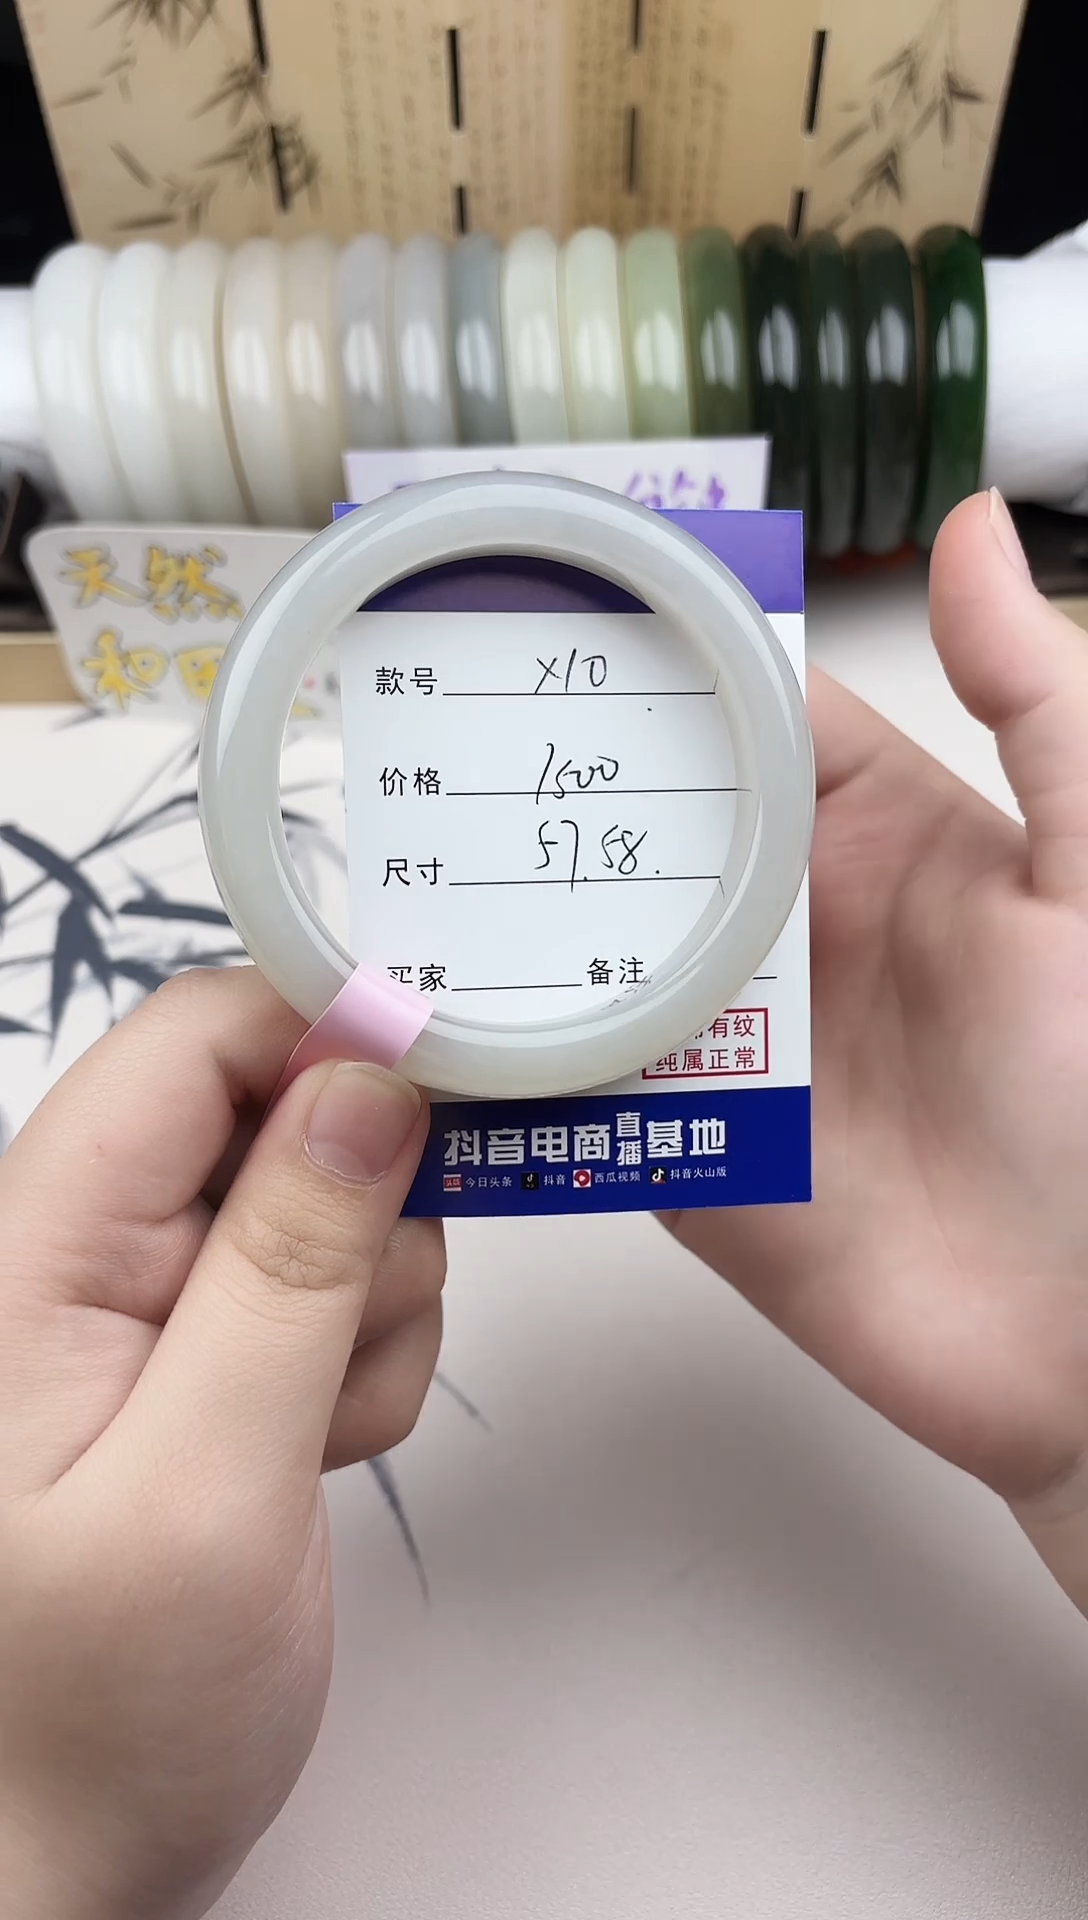 天然
和田
款号 X10
价格 1500
尺寸 57.58.
买家 备注
有纹
纯属正常
抖音电商直播基地
今日头条 抖音 西瓜视频 抖音火山版